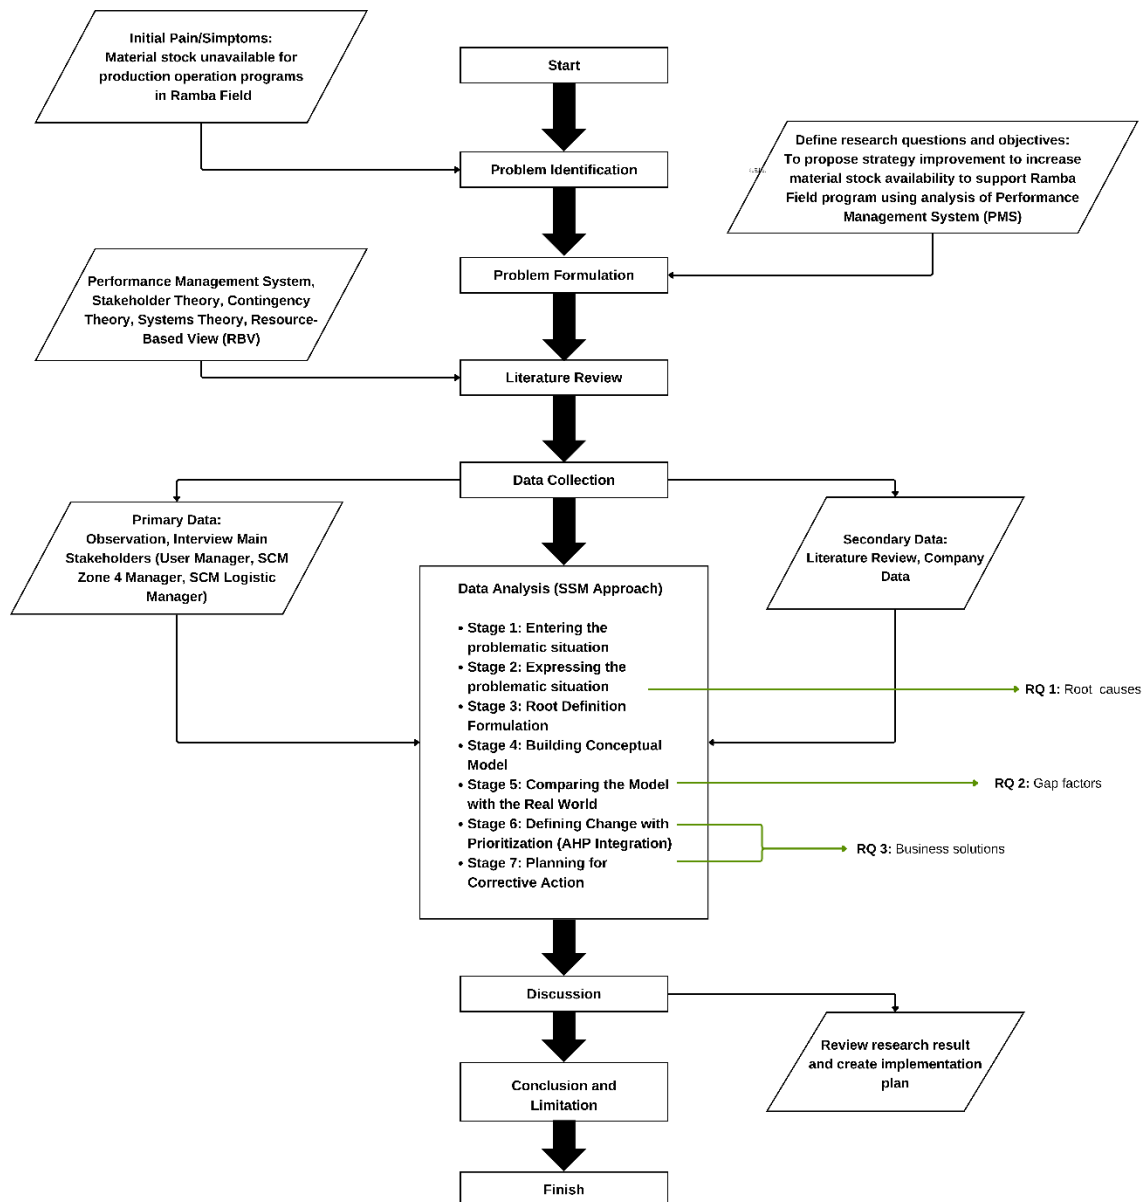 Initial Pain/Simptoms:
Material stock unavailable for
production operation programs
in Ramba Field
Start
Problem Identification
Define research questions and objectives:
To propose strategy improvement to increase
material stock availability to support Ramba
Field program using analysis of Performance
Management System (PMS)
Problem Formulation
Performance Management System,
Stakeholder Theory, Contingency
Theory, Systems Theory, Resource-
Based View (RBV)
Literature Review
Data Collection
Primary Data:
Observation, Interview Main
Stakeholders (User Manager, SCM
Zone 4 Manager, SCM Logistic
Manager)
Secondary Data:
Literature Review, Company
Data
Data Analysis (SSM Approach)
• Stage 1: Entering the
problematic situation
• Stage 2: Expressing the
problematic situation
• Stage 3: Root Definition
Formulation
• Stage 4: Building Conceptual
Model
• Stage 5: Comparing the Model
with the Real World
• Stage 6: Defining Change with
Prioritization (AHP Integration)
• Stage 7: Planning for
Corrective Action
RQ 1: Root causes
RQ 2: Gap factors
RQ 3: Business solutions
Discussion
Review research result
and create implementation
plan
Conclusion and
Limitation
Finish